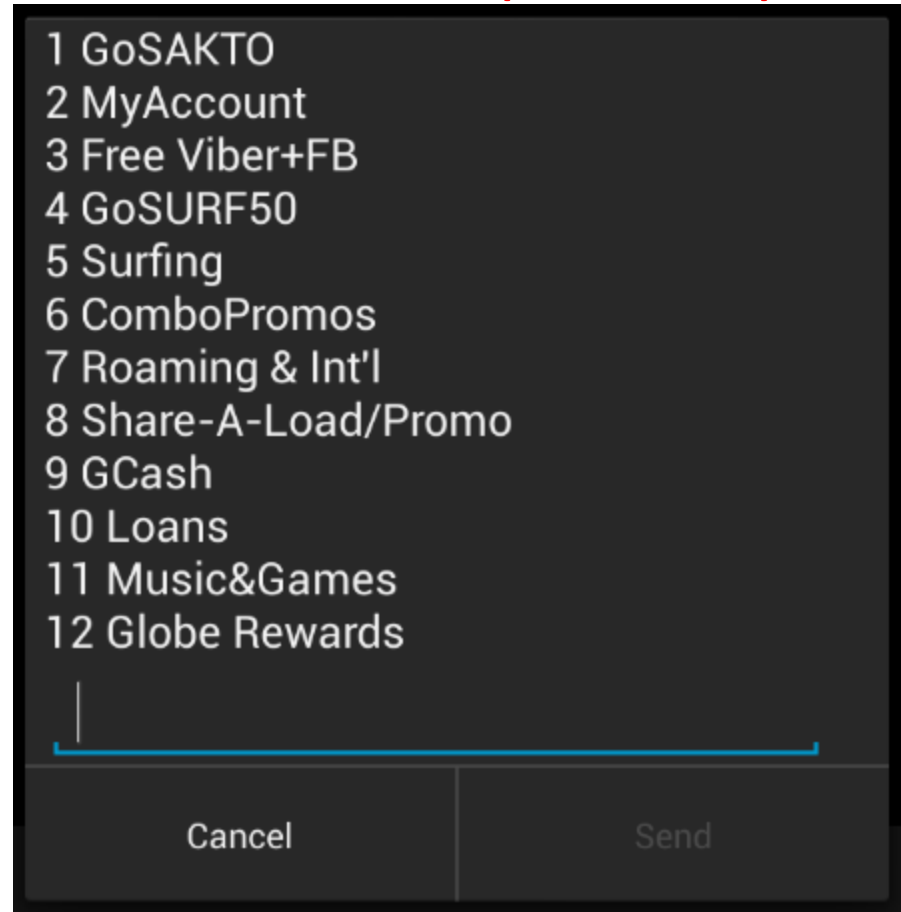 1 GoSAKTO
2 MyAccount
3 Free Viber+FB
4 GoSURF50
5 Surfing
6 ComboPromos
7 Roaming & Int'l
8 Share-A-Load/Promo
9 GCash
10 Loans
11 Music&Games
12 Globe Rewards
Cancel Send